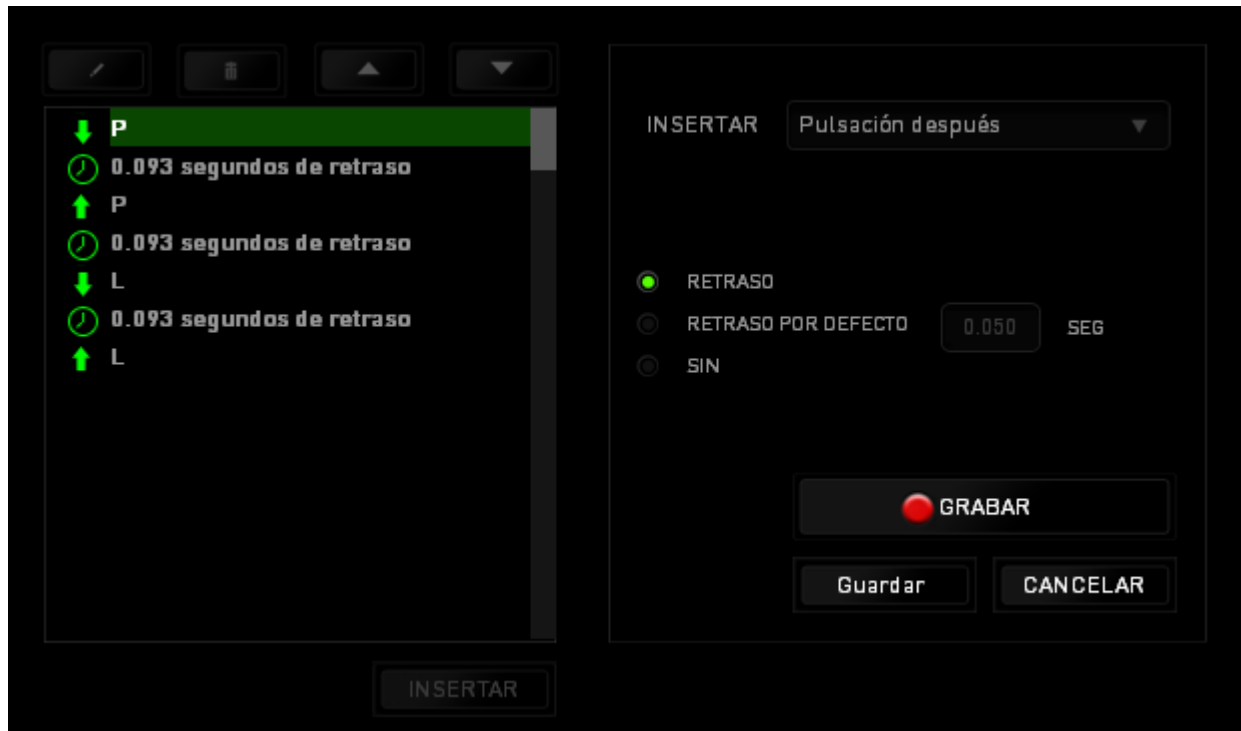 P
0.093 segundos de retraso
P
0.093 segundos de retraso
L
0.093 segundos de retraso
L
INSERTAR
INSERTAR Pulsación después
RETRASO
RETRASO POR DEFECTO 0.050 SEG
SIN
GRABAR
Guardar CANCELAR